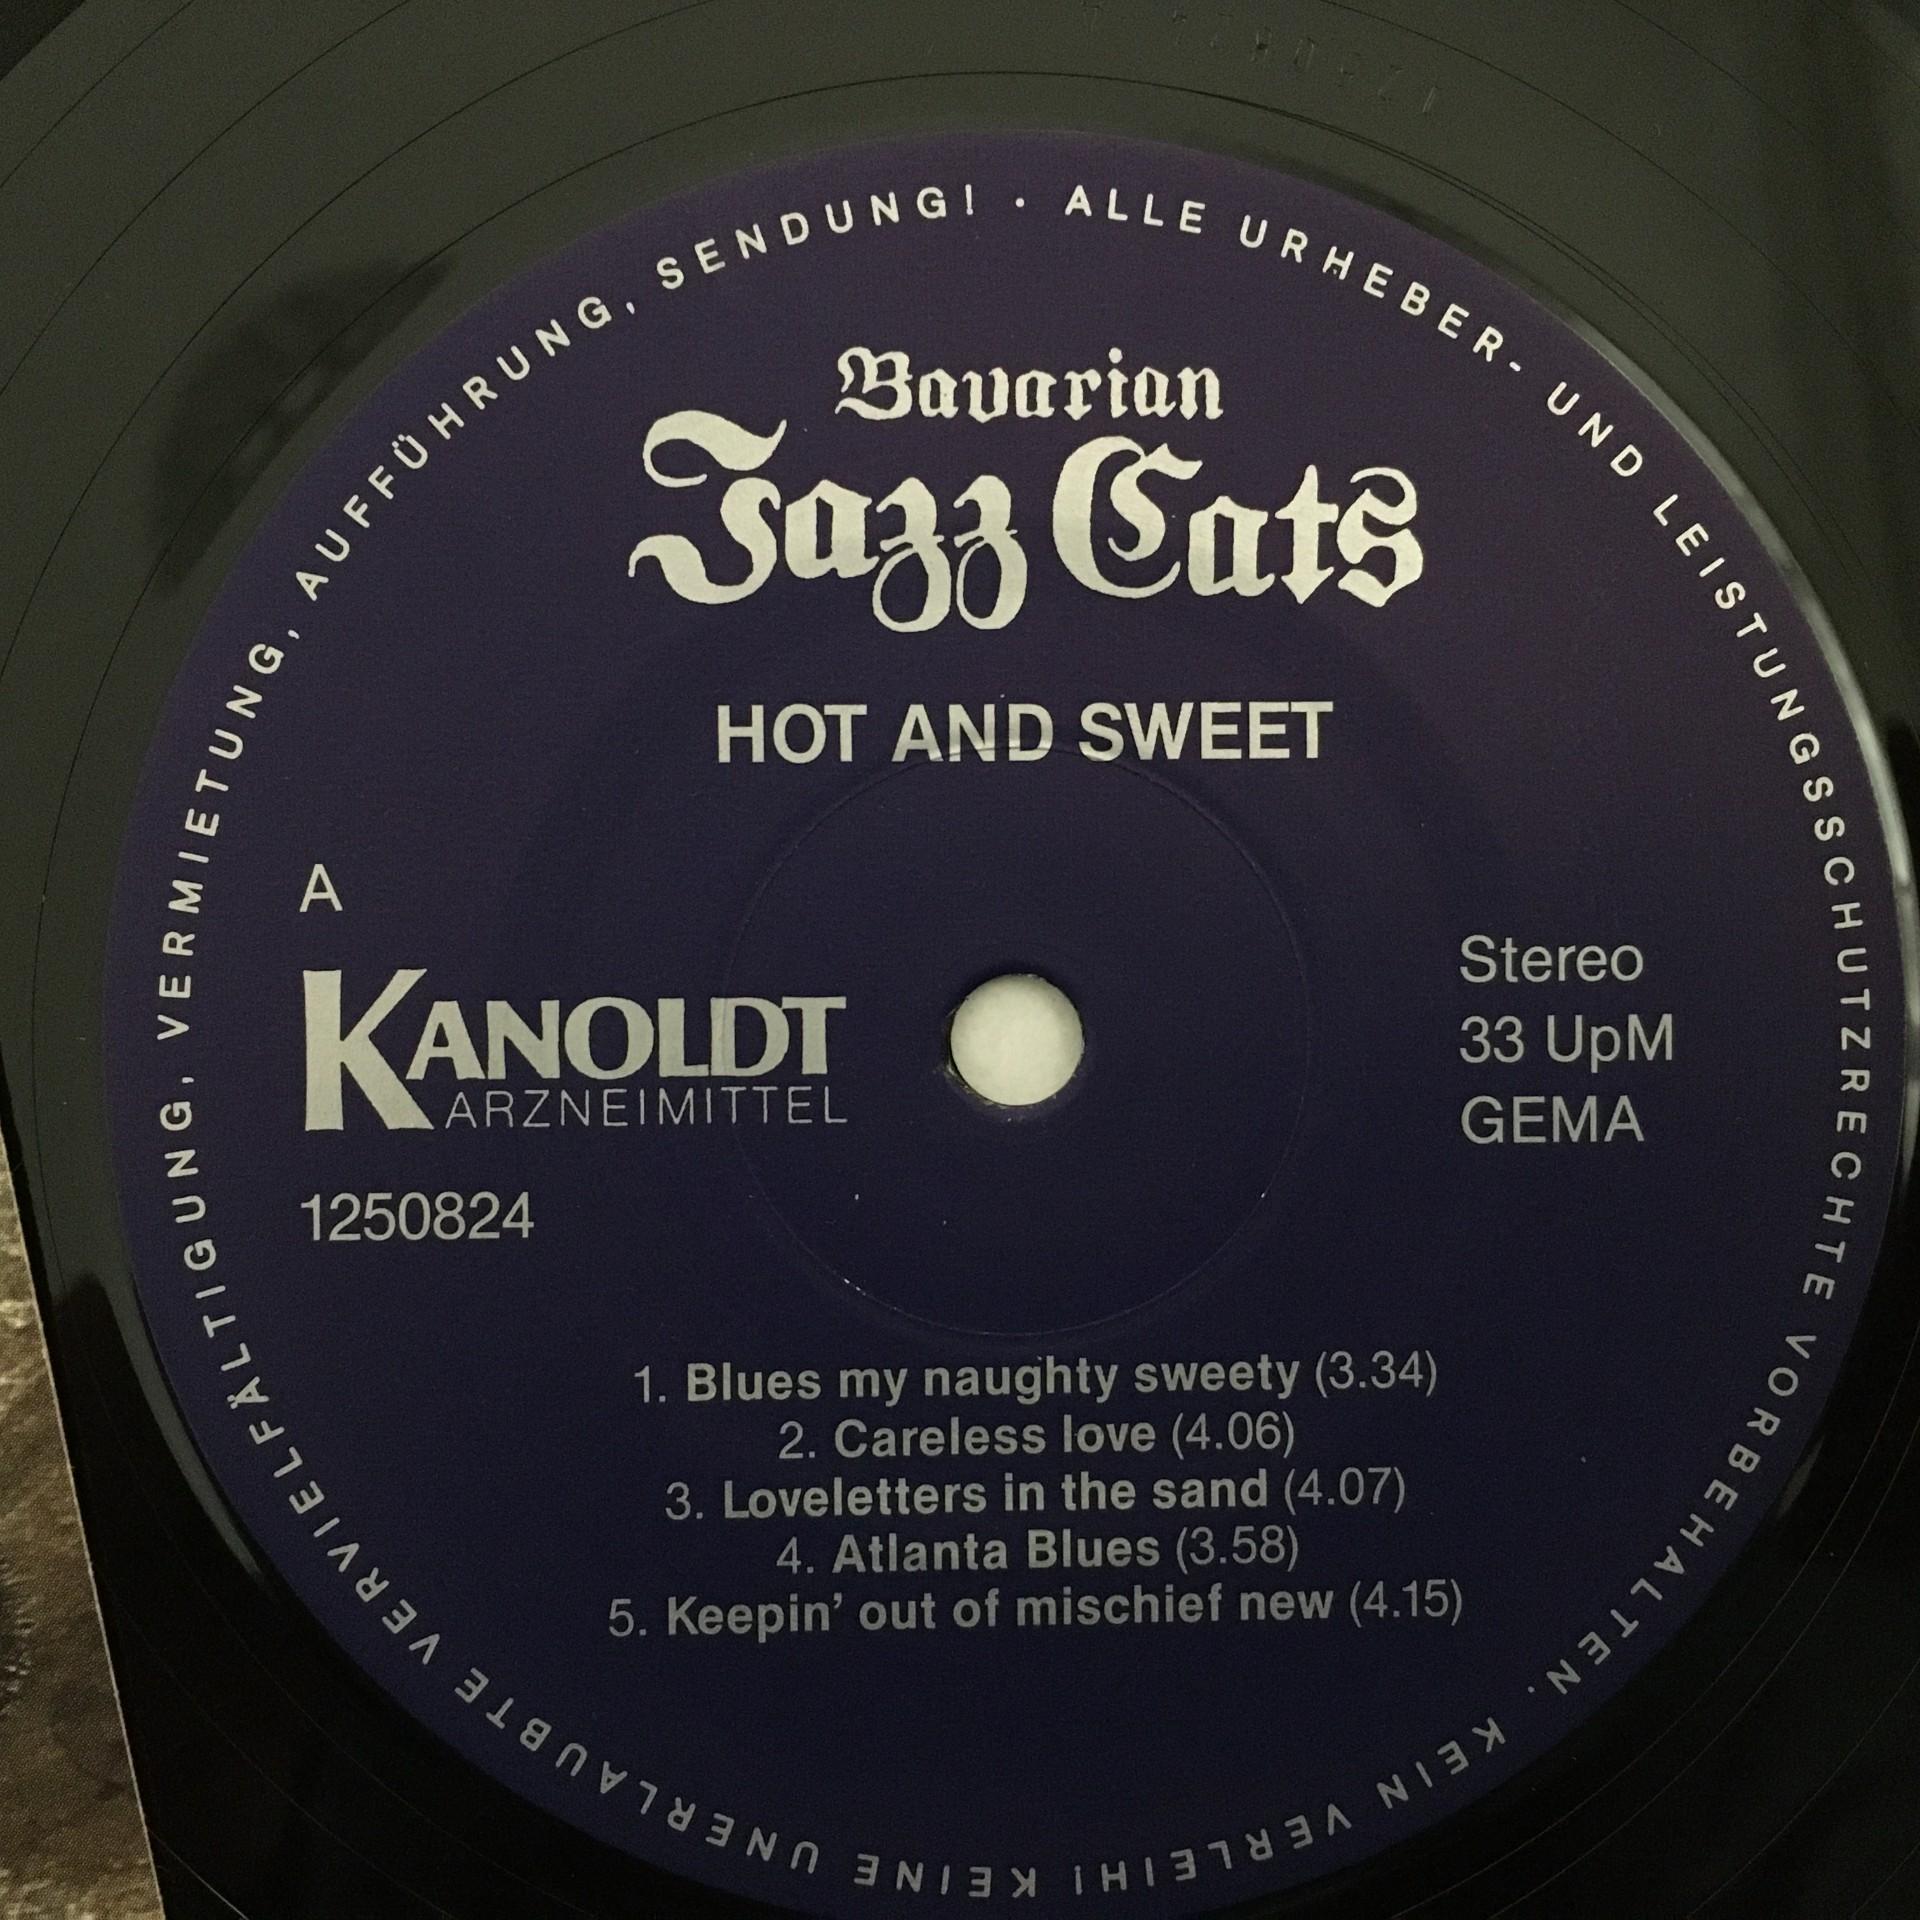 ALLE URHEBER- UND LEISTUNGSSCHUTZRECHTE VORBEHALTEN. KEIN VERLEIH! KEINE UNERLAUBTE VERVIELFÄLTIGUNG, VERMIETUNG, AUFFÜHRUNG, SENDUNG! ·
Bavarian
Jazz Cats
HOT AND SWEET
A
KANOLDT
ARZNEIMITTEL
1250824
Stereo
33 UpM
GEMA
1. Blues my naughty sweety (3.34)
2. Careless love (4.06)
3. Loveletters in the sand (4.07)
4. Atlanta Blues (3.58)
5. Keepin' out of mischief new (4.15)